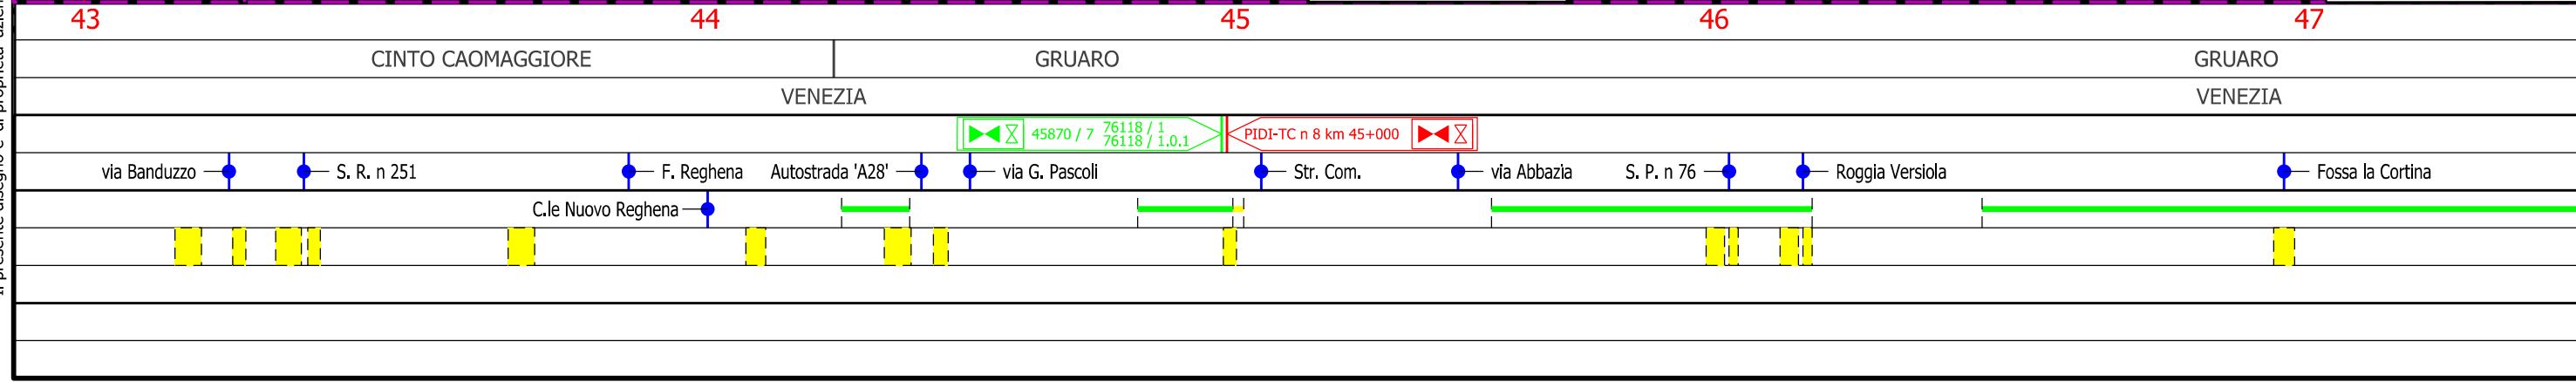 43 44 45 46 47
CINTO CAOMAGGIORE GRUARO GRUARO
VENEZIA VENEZIA
45870 / 7 76118 / 1 PIDI-TC n 8 km 45+000
76118 / 1.0.1
via Banduzzo S. R. n 251 F. Reghena Autostrada 'A28' via G. Pascoli Str. Com. via Abbazia S. P. n 76 Roggia Versiola Fossa la Cortina
C.le Nuovo Reghena